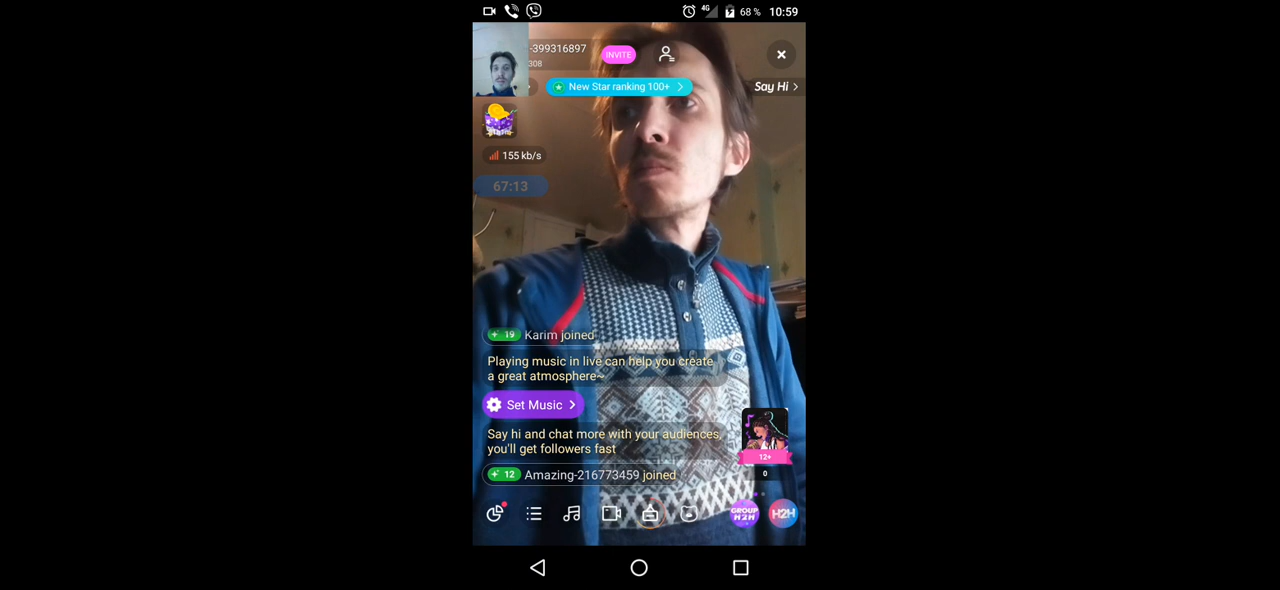 68 % 10:59
4G
-399316897
INVITE
308
New Star ranking 100+
Say Hi
155 kb/s
67:13
19 Karim joined
Playing music in live can help you create
a great atmosphere~
Set Music
Say hi and chat more with your audiences,
you'll get followers fast
12+
0
12 Amazing-216773459 joined
GROUP
H2H
H2H